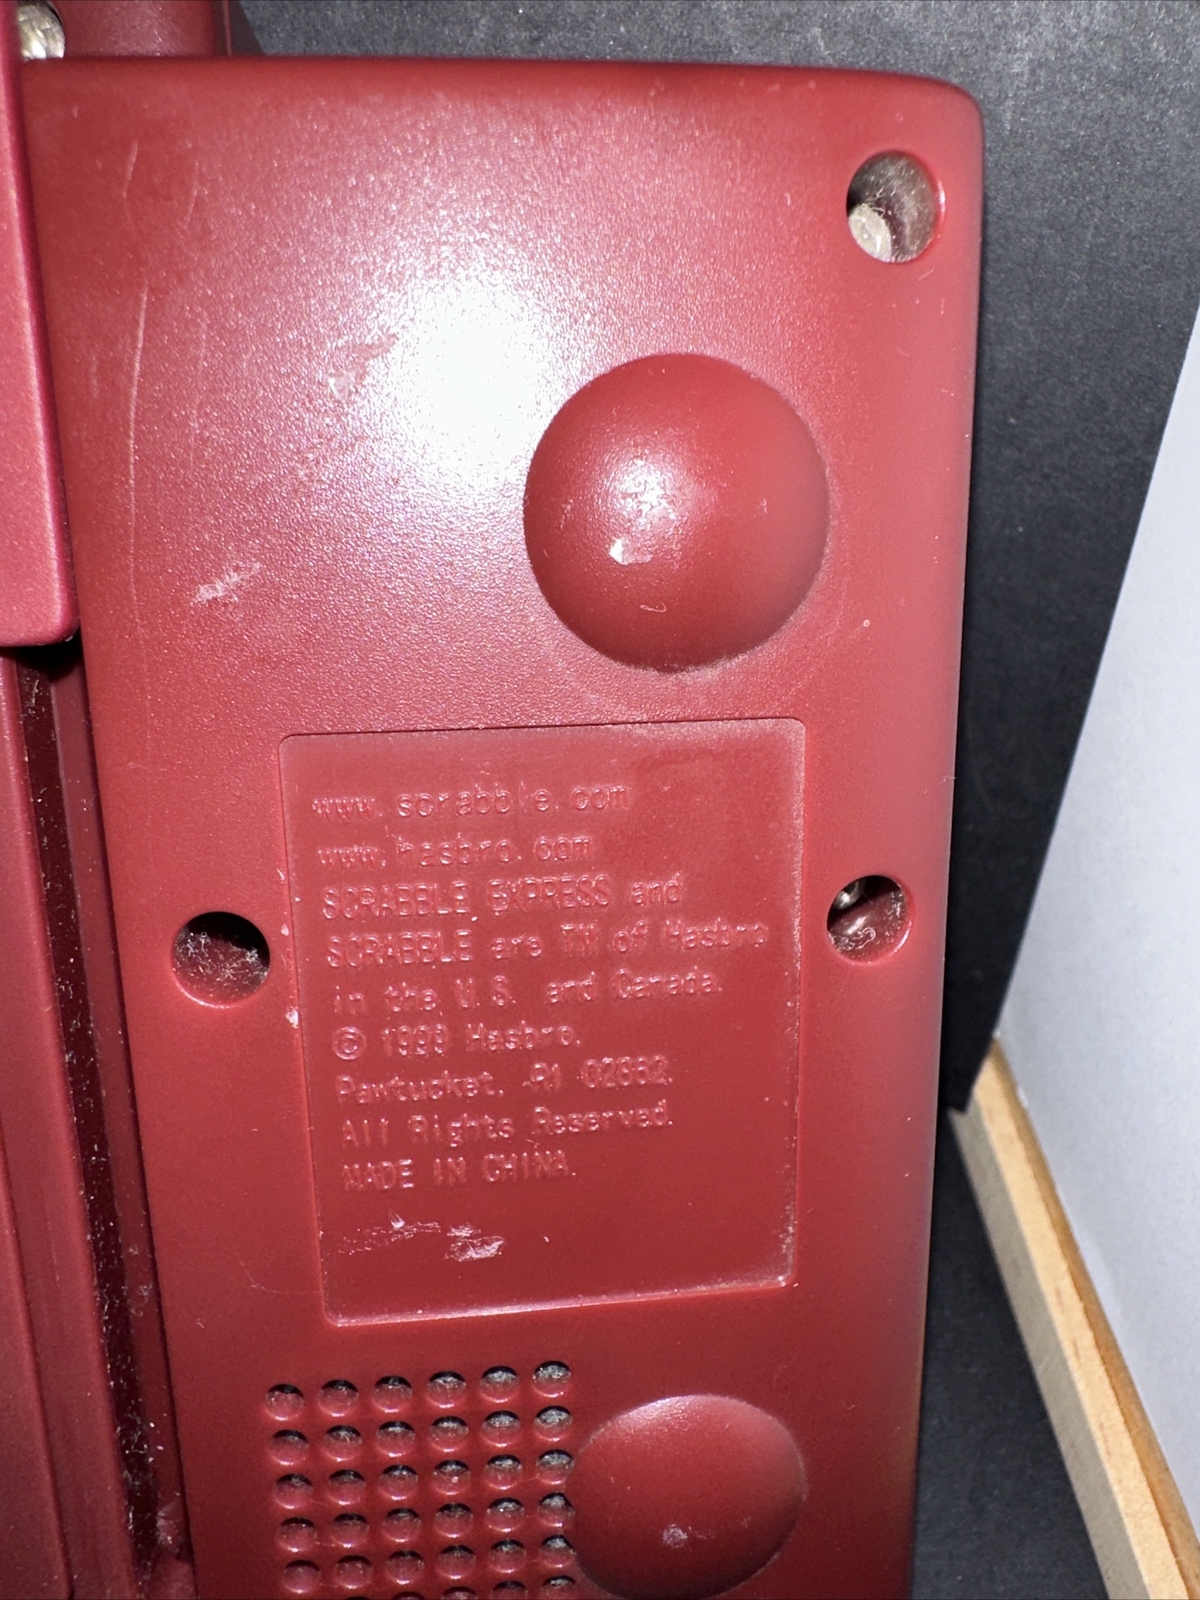 www.scrabble.com
www.hasbro.com
SCRABBLE EXPRESS and
SCRABBLE are TM of Hasbro
in the U.S. and Canada.
© 1999 Hasbro.
Pawtucket, RI 02862.
All Rights Reserved.
MADE IN CHINA.